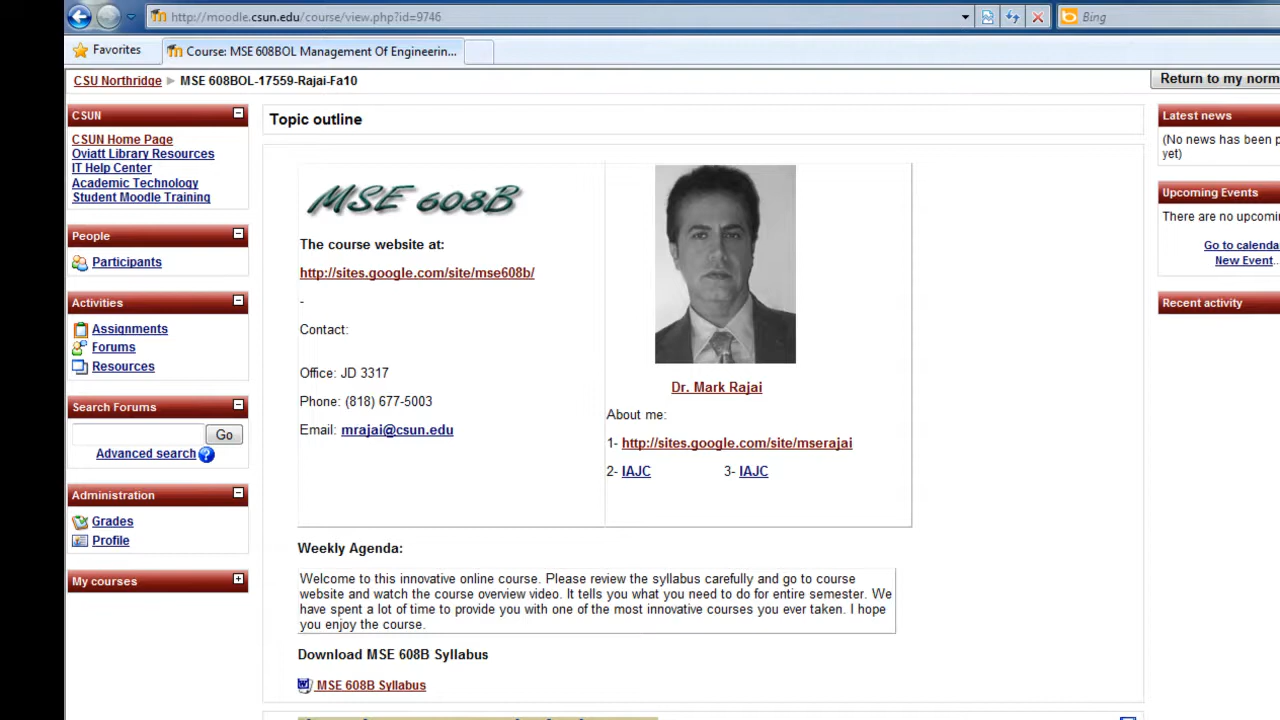 http://moodle.csun.edu/course/view.php?id=9746
Bing
Favorites
Course: MSE 608BOL Management Of Engineerin...
CSU Northridge ► MSE 608BOL-17559-Rajai-Fa10
Return to my norm
CSUN
CSUN Home Page
Oviatt Library Resources
IT Help Center
Academic Technology
Student Moodle Training
People
Participants
Activities
Assignments
Forums
Resources
Search Forums
Go
Advanced search
Administration
Grades
Profile
My courses
Topic outline
MSE 608B
The course website at:
http://sites.google.com/site/mse608b/
-
Contact:
Office: JD 3317
Phone: (818) 677-5003
Email: mrajai@csun.edu
Dr. Mark Rajai
About me:
1- http://sites.google.com/site/mserajai
2- IAJC 3- IAJC
Weekly Agenda:
Welcome to this innovative online course. Please review the syllabus carefully and go to course
website and watch the course overview video. It tells you what you need to do for entire semester. We
have spent a lot of time to provide you with one of the most innovative courses you ever taken. I hope
you enjoy the course.
Download MSE 608B Syllabus
MSE 608B Syllabus
Latest news
(No news has been p
yet)
Upcoming Events
There are no upcomi
Go to calenda
New Event..
Recent activity